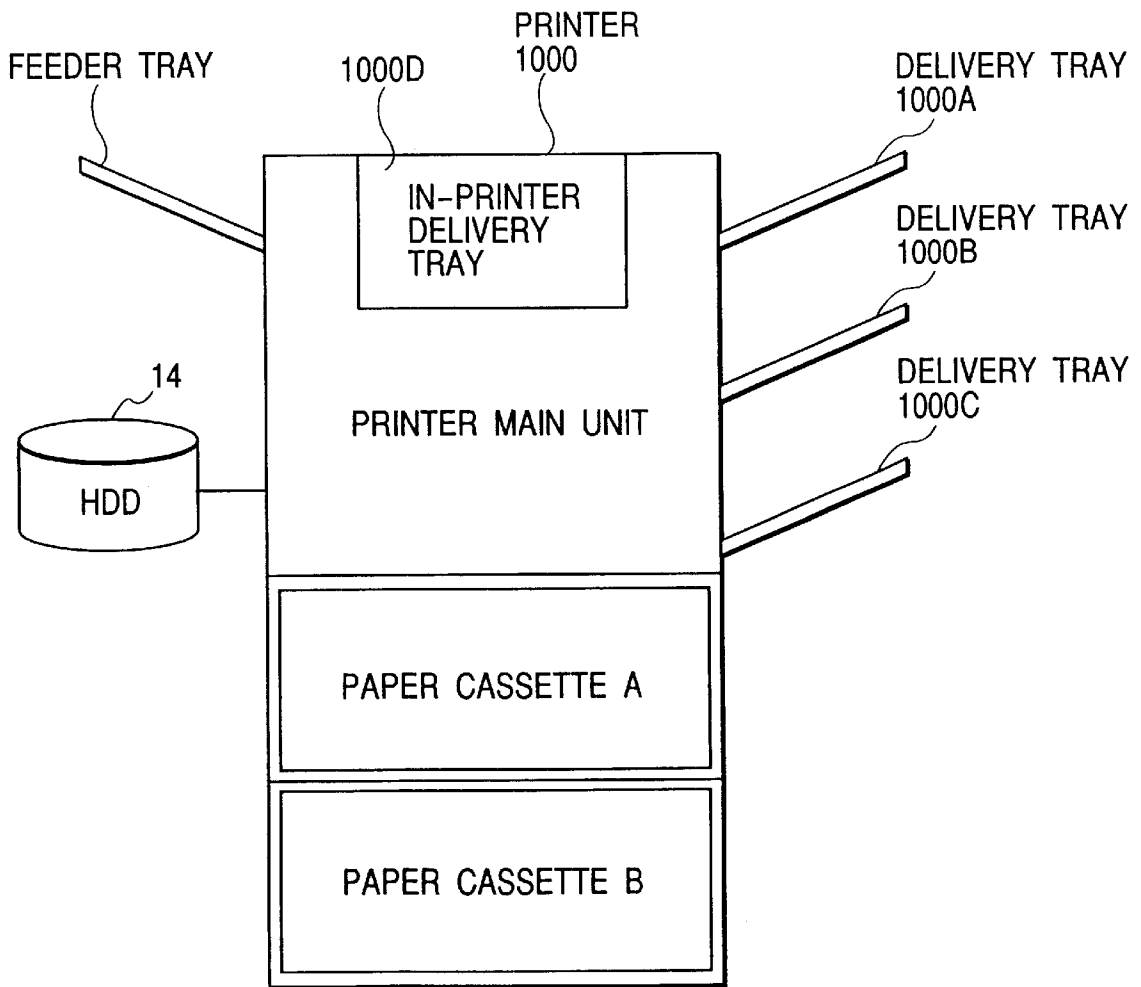 PRINTER
1000
FEEDER TRAY
1000D
DELIVERY TRAY
1000A
IN-PRINTER
DELIVERY
TRAY
DELIVERY TRAY
1000B
14
PRINTER MAIN UNIT
DELIVERY TRAY
1000C
HDD
PAPER CASSETTE A
PAPER CASSETTE B